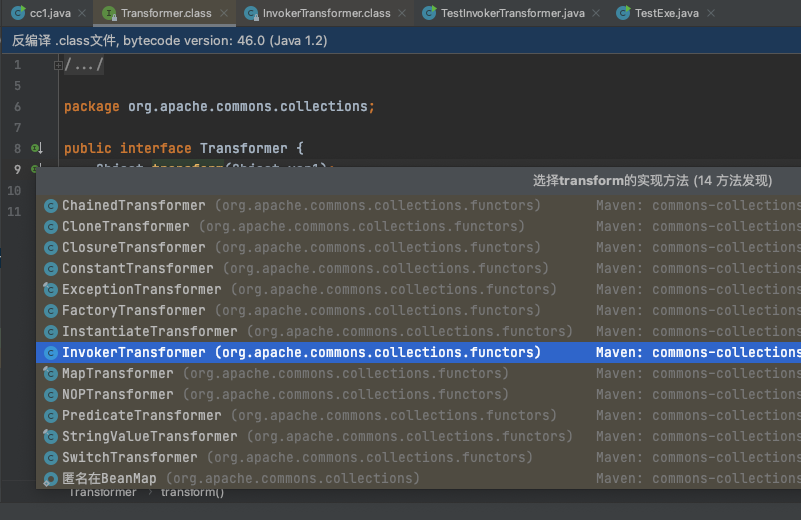 cc1.java Transformer.class InvokerTransformer.class TestInvokerTransformer.java TestExe.java
反编译 .class文件, bytecode version: 46.0 (Java 1.2)
1 /.../
5
6 package org.apache.commons.collections;
7
8 public interface Transformer {
9 Object transform(Object var1);
10
11
选择transform的实现方法 (14 方法发现)
ChainedTransformer (org.apache.commons.collections.functors) Maven: commons-collections
CloneTransformer (org.apache.commons.collections.functors) Maven: commons-collections
ClosureTransformer (org.apache.commons.collections.functors) Maven: commons-collections
ConstantTransformer (org.apache.commons.collections.functors) Maven: commons-collections
ExceptionTransformer (org.apache.commons.collections.functors) Maven: commons-collections
FactoryTransformer (org.apache.commons.collections.functors) Maven: commons-collections
InstantiateTransformer (org.apache.commons.collections.functors) Maven: commons-collections
InvokerTransformer (org.apache.commons.collections.functors) Maven: commons-collections
MapTransformer (org.apache.commons.collections.functors) Maven: commons-collections
NOPTransformer (org.apache.commons.collections.functors) Maven: commons-collections
PredicateTransformer (org.apache.commons.collections.functors) Maven: commons-collections
StringValueTransformer (org.apache.commons.collections.functors) Maven: commons-collections
SwitchTransformer (org.apache.commons.collections.functors) Maven: commons-collections
匿名在BeanMap (org.apache.commons.collections) Maven: commons-collections
Transformer › transform()